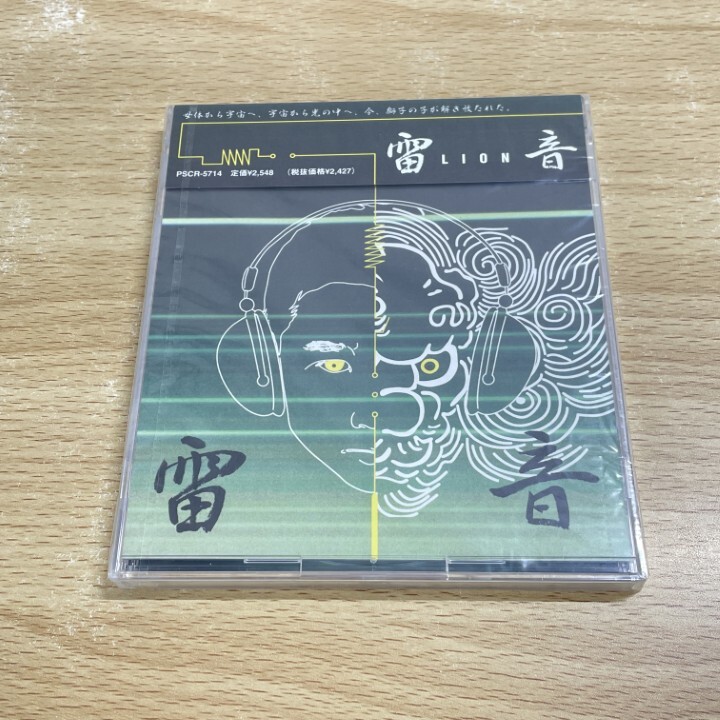 女体から宇宙へ、宇宙から光の中へ、今、獅子の子が解き放たれた。
雷 LION 音
PSCR-5714 定価¥2,548 (税抜価格¥2,427)
雷 音